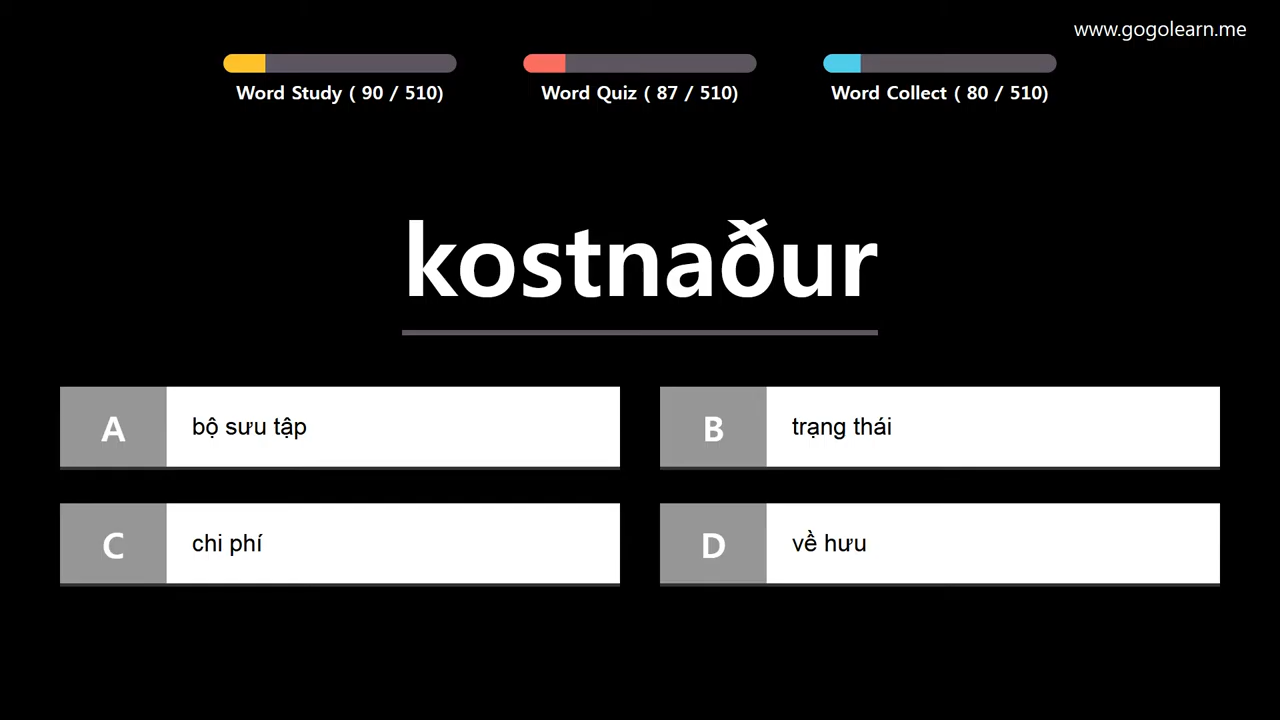 www.gogolearn.me
Word Study ( 90 / 510)
Word Quiz ( 87 / 510)
Word Collect ( 80 / 510)
kostnaður
A bộ sưu tập
B trạng thái
C chi phí
D về hưu